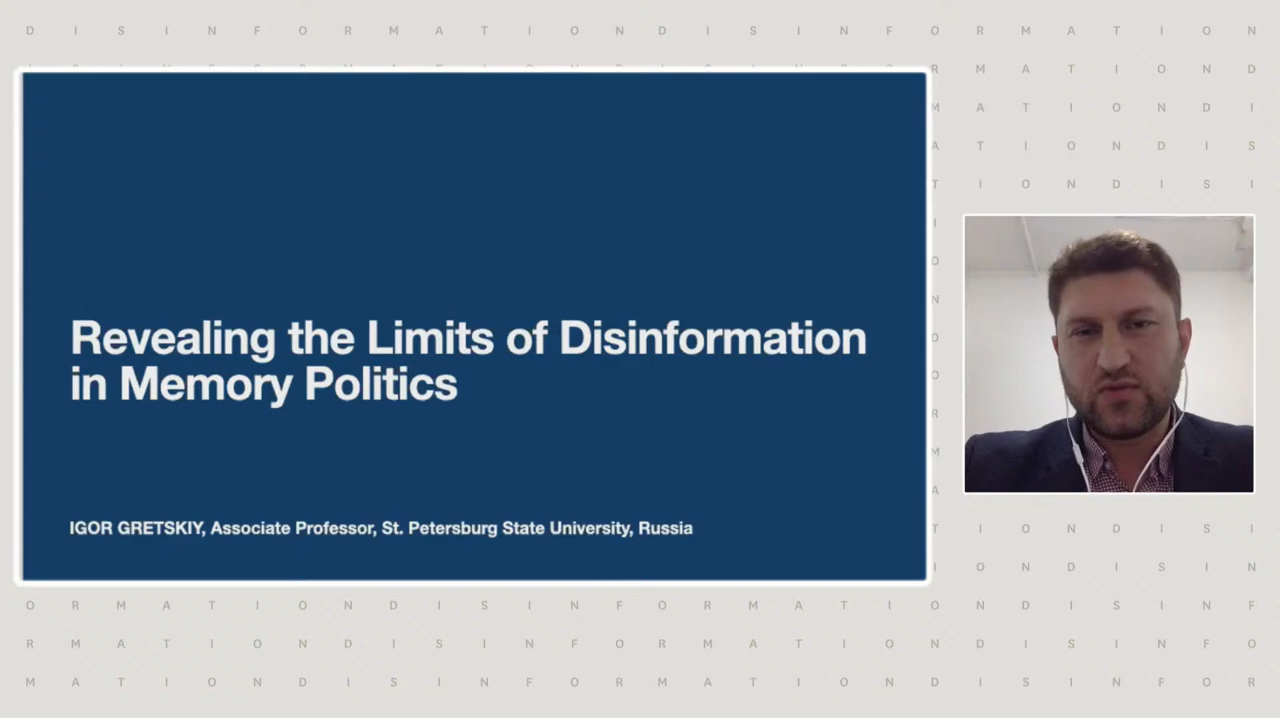 D I S I N F O R M A T I O N D I S I N F O R M A T I O N
R M A T I O N D
M A T I O N D I
A T I O N D I S
T I O N D I S I
Revealing the Limits of Disinformation
in Memory Politics
IGOR GRETSKIY, Associate Professor, St. Petersburg State University, Russia
T I O N D I S I
I O N D I S I N
O R M A T I O N D I S I N F O R M A T I O N D I S I N F
R M A T I O N D I S I N F O R M A T I O N D I S I N F O
M A T I O N D I S I N F O R M A T I O N D I S I N F O R